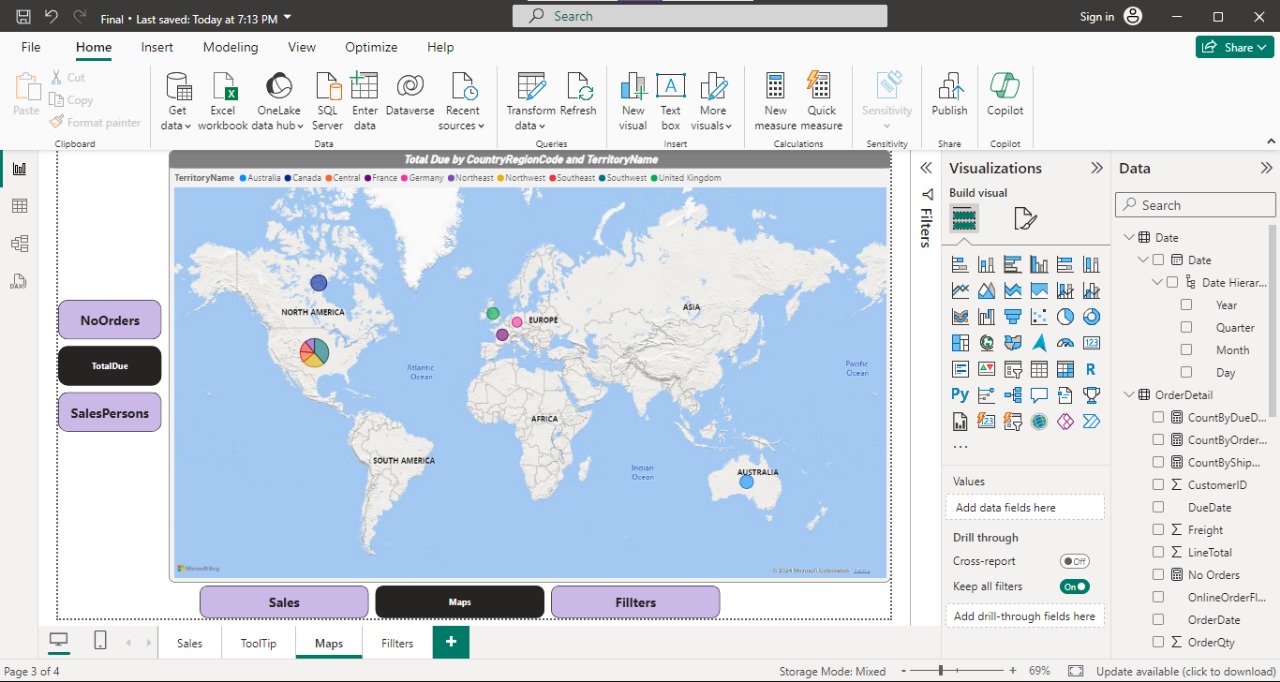 Final • Last saved: Today at 7:13 PM
Search
Sign in
File Home Insert Modeling View Optimize Help
Share
Paste
Cut
Copy
Format painter
Clipboard
Get data
Excel workbook
OneLake data hub
SQL Server
Enter data
Dataverse
Recent sources
Data
Transform data
Refresh
Queries
New visual
Text box
More visuals
Insert
New measure
Quick measure
Calculations
Sensitivity
Sensitivity
Publish
Share
Copilot
Copilot
Total Due by CountryRegionCode and TerritoryName
TerritoryName Australia Canada Central France Germany Northeast Northwest Southeast Southwest United Kingdom
NORTH AMERICA
EUROPE
ASIA
Atlantic
Ocean
Pacific
Ocean
AFRICA
SOUTH AMERICA
Indian
Ocean
AUSTRALIA
Microsoft Bing
© 2024 Microsoft Corporation Terms
NoOrders
TotalDue
SalesPersons
Sales
Maps
Fillters
Filters
Visualizations
Build visual
123
R
Py
123
...
Values
Add data fields here
Drill through
Cross-report
Off
Keep all filters
On
Add drill-through fields here
Data
Search
Date
Date
Date Hierar...
Year
Quarter
Month
Day
OrderDetail
CountByDueD...
CountByOrder...
CountByShip...
CustomerID
DueDate
Freight
LineTotal
No Orders
OnlineOrderFl...
OrderDate
OrderQty
Sales
ToolTip
Maps
Fillters
+
Page 3 of 4
Storage Mode: Mixed
- + 69%
Update available (click to download)